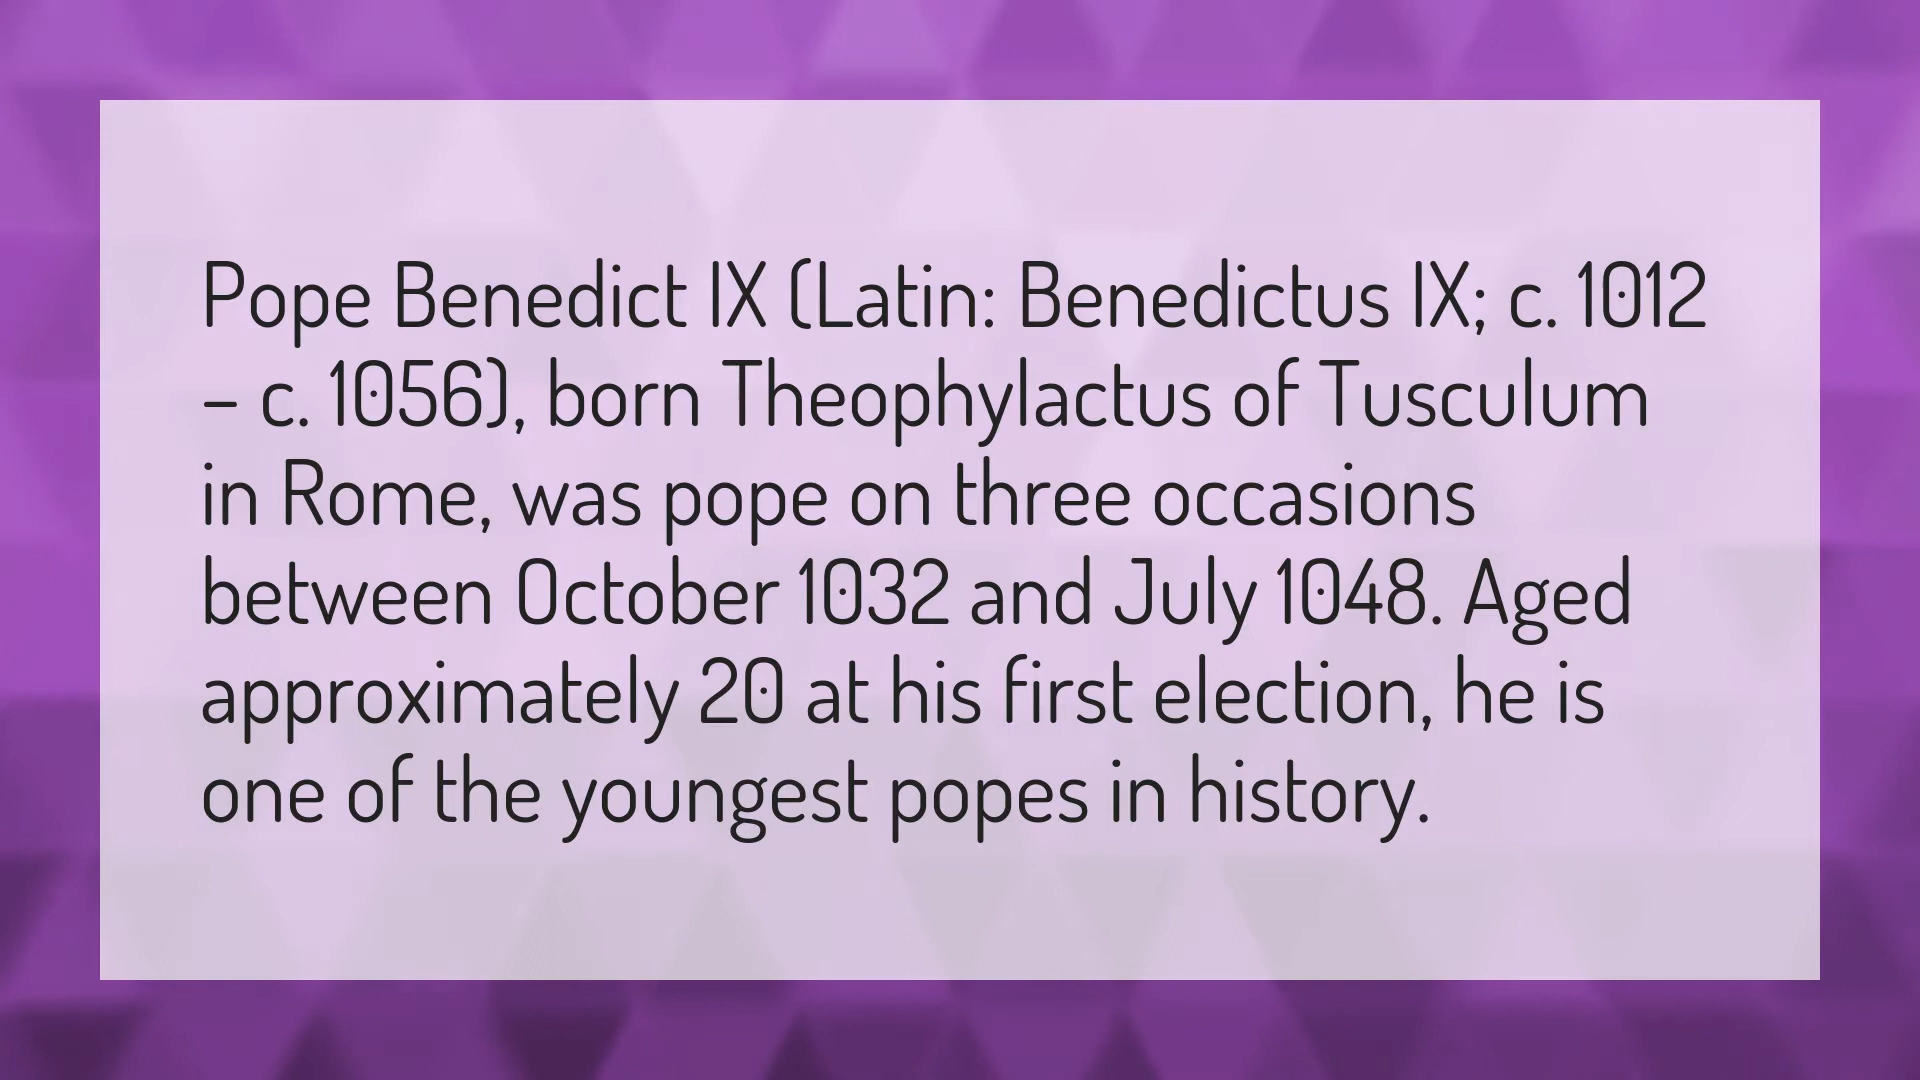 Pope Benedict IX (Latin: Benedictus IX; c. 1012
– c. 1056), born Theophylactus of Tusculum
in Rome, was pope on three occasions
between October 1032 and July 1048. Aged
approximately 20 at his first election, he is
one of the youngest popes in history.